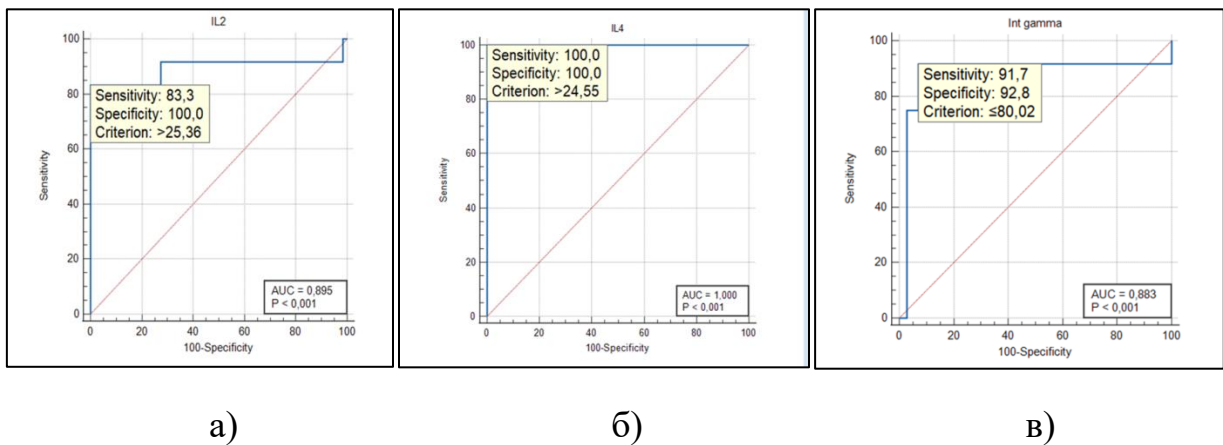 IL2
Sensitivity
100
80
60
40
20
0
Sensitivity: 83,3
Specificity: 100,0
Criterion: >25,36
AUC = 0,895
P < 0,001
0 20 40 60 80 100
100-Specificity
IL4
Sensitivity
100
80
60
40
20
0
Sensitivity: 100,0
Specificity: 100,0
Criterion: >24,55
AUC = 1,000
P < 0,001
0 20 40 60 80 100
100-Specificity
Int gamma
Sensitivity
100
80
60
40
20
0
Sensitivity: 91,7
Specificity: 92,8
Criterion: ≤80,02
AUC = 0,883
P < 0,001
0 20 40 60 80 100
100-Specificity
а) б) в)